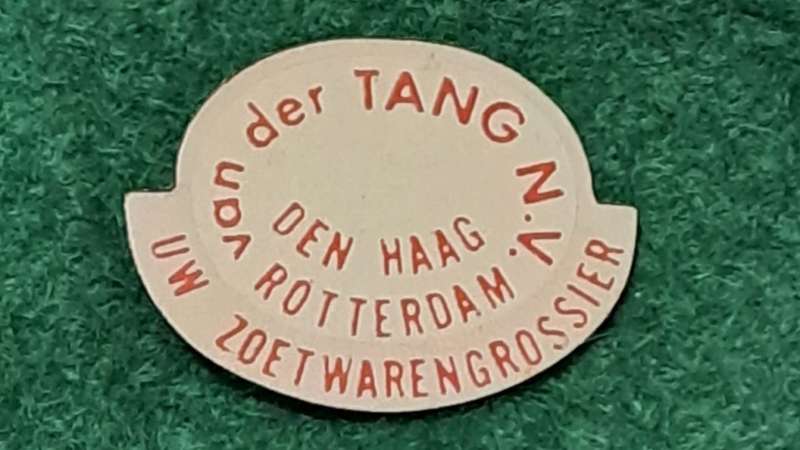 van der TANG N.V.
DEN HAAG
ROTTERDAM
UW ZOETWARENGROSSIER